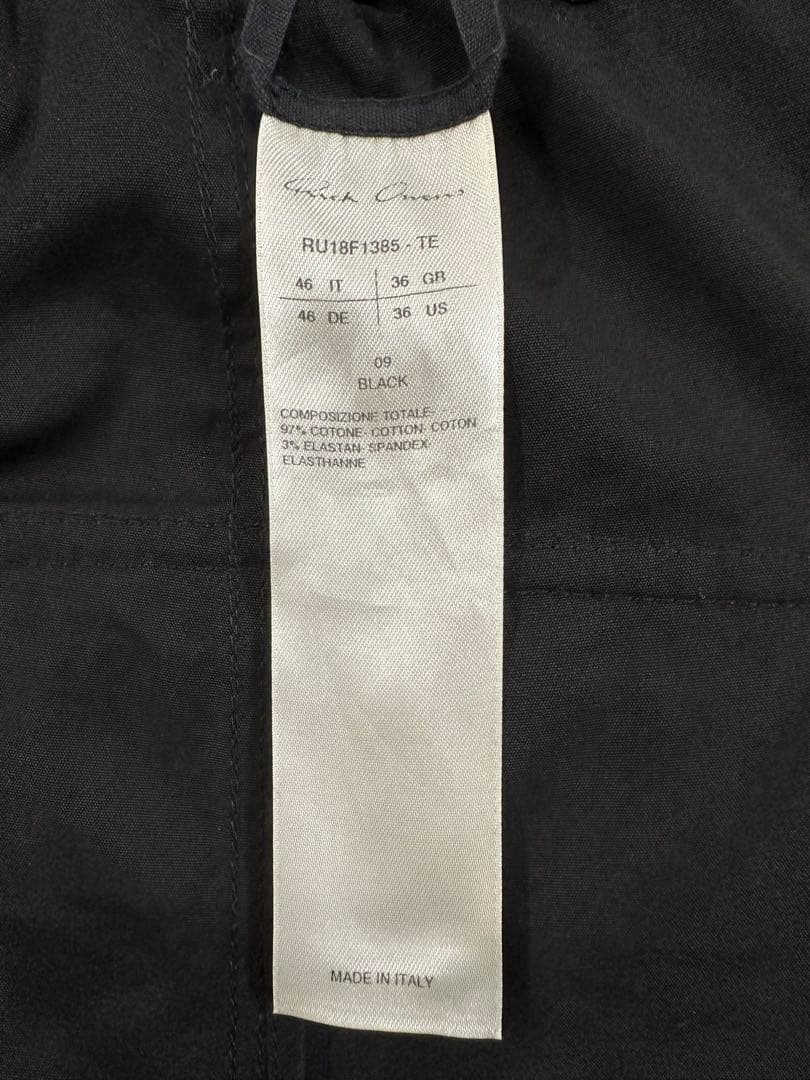 Rick Owens
RU18F1385 - TE
46 IT 36 GB
46 DE 36 US
09
BLACK
COMPOSIZIONE TOTALE:
97% COTONE- COTTON- COTON
3% ELASTAN- SPANDEX-
ELASTHANNE
MADE IN ITALY